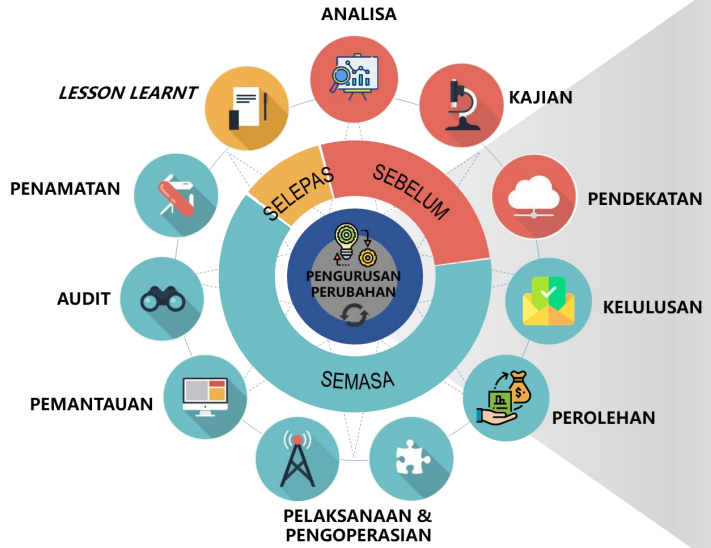 ANALISA
LESSON LEARNT
KAJIAN
PENAMATAN
SELEPAS
SEBELUM
PENDEKATAN
PENGURUSAN
PERUBAHAN
AUDIT
KELULUSAN
SEMASA
PEMANTAUAN
PEROLEHAN
$
PELAKSANAAN &
PENGOPERASIAN